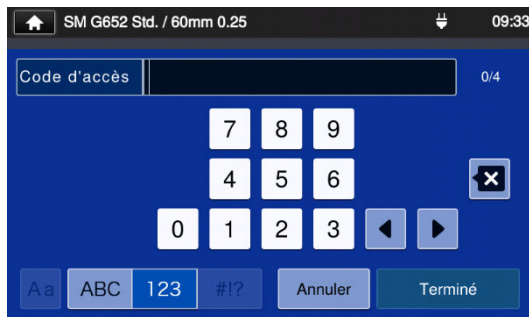 SM G652 Std. / 60mm 0.25 09:33
Code d'accès 0/4
7 8 9
4 5 6
0 1 2 3
Aa ABC 123 #!? Annuler Terminé